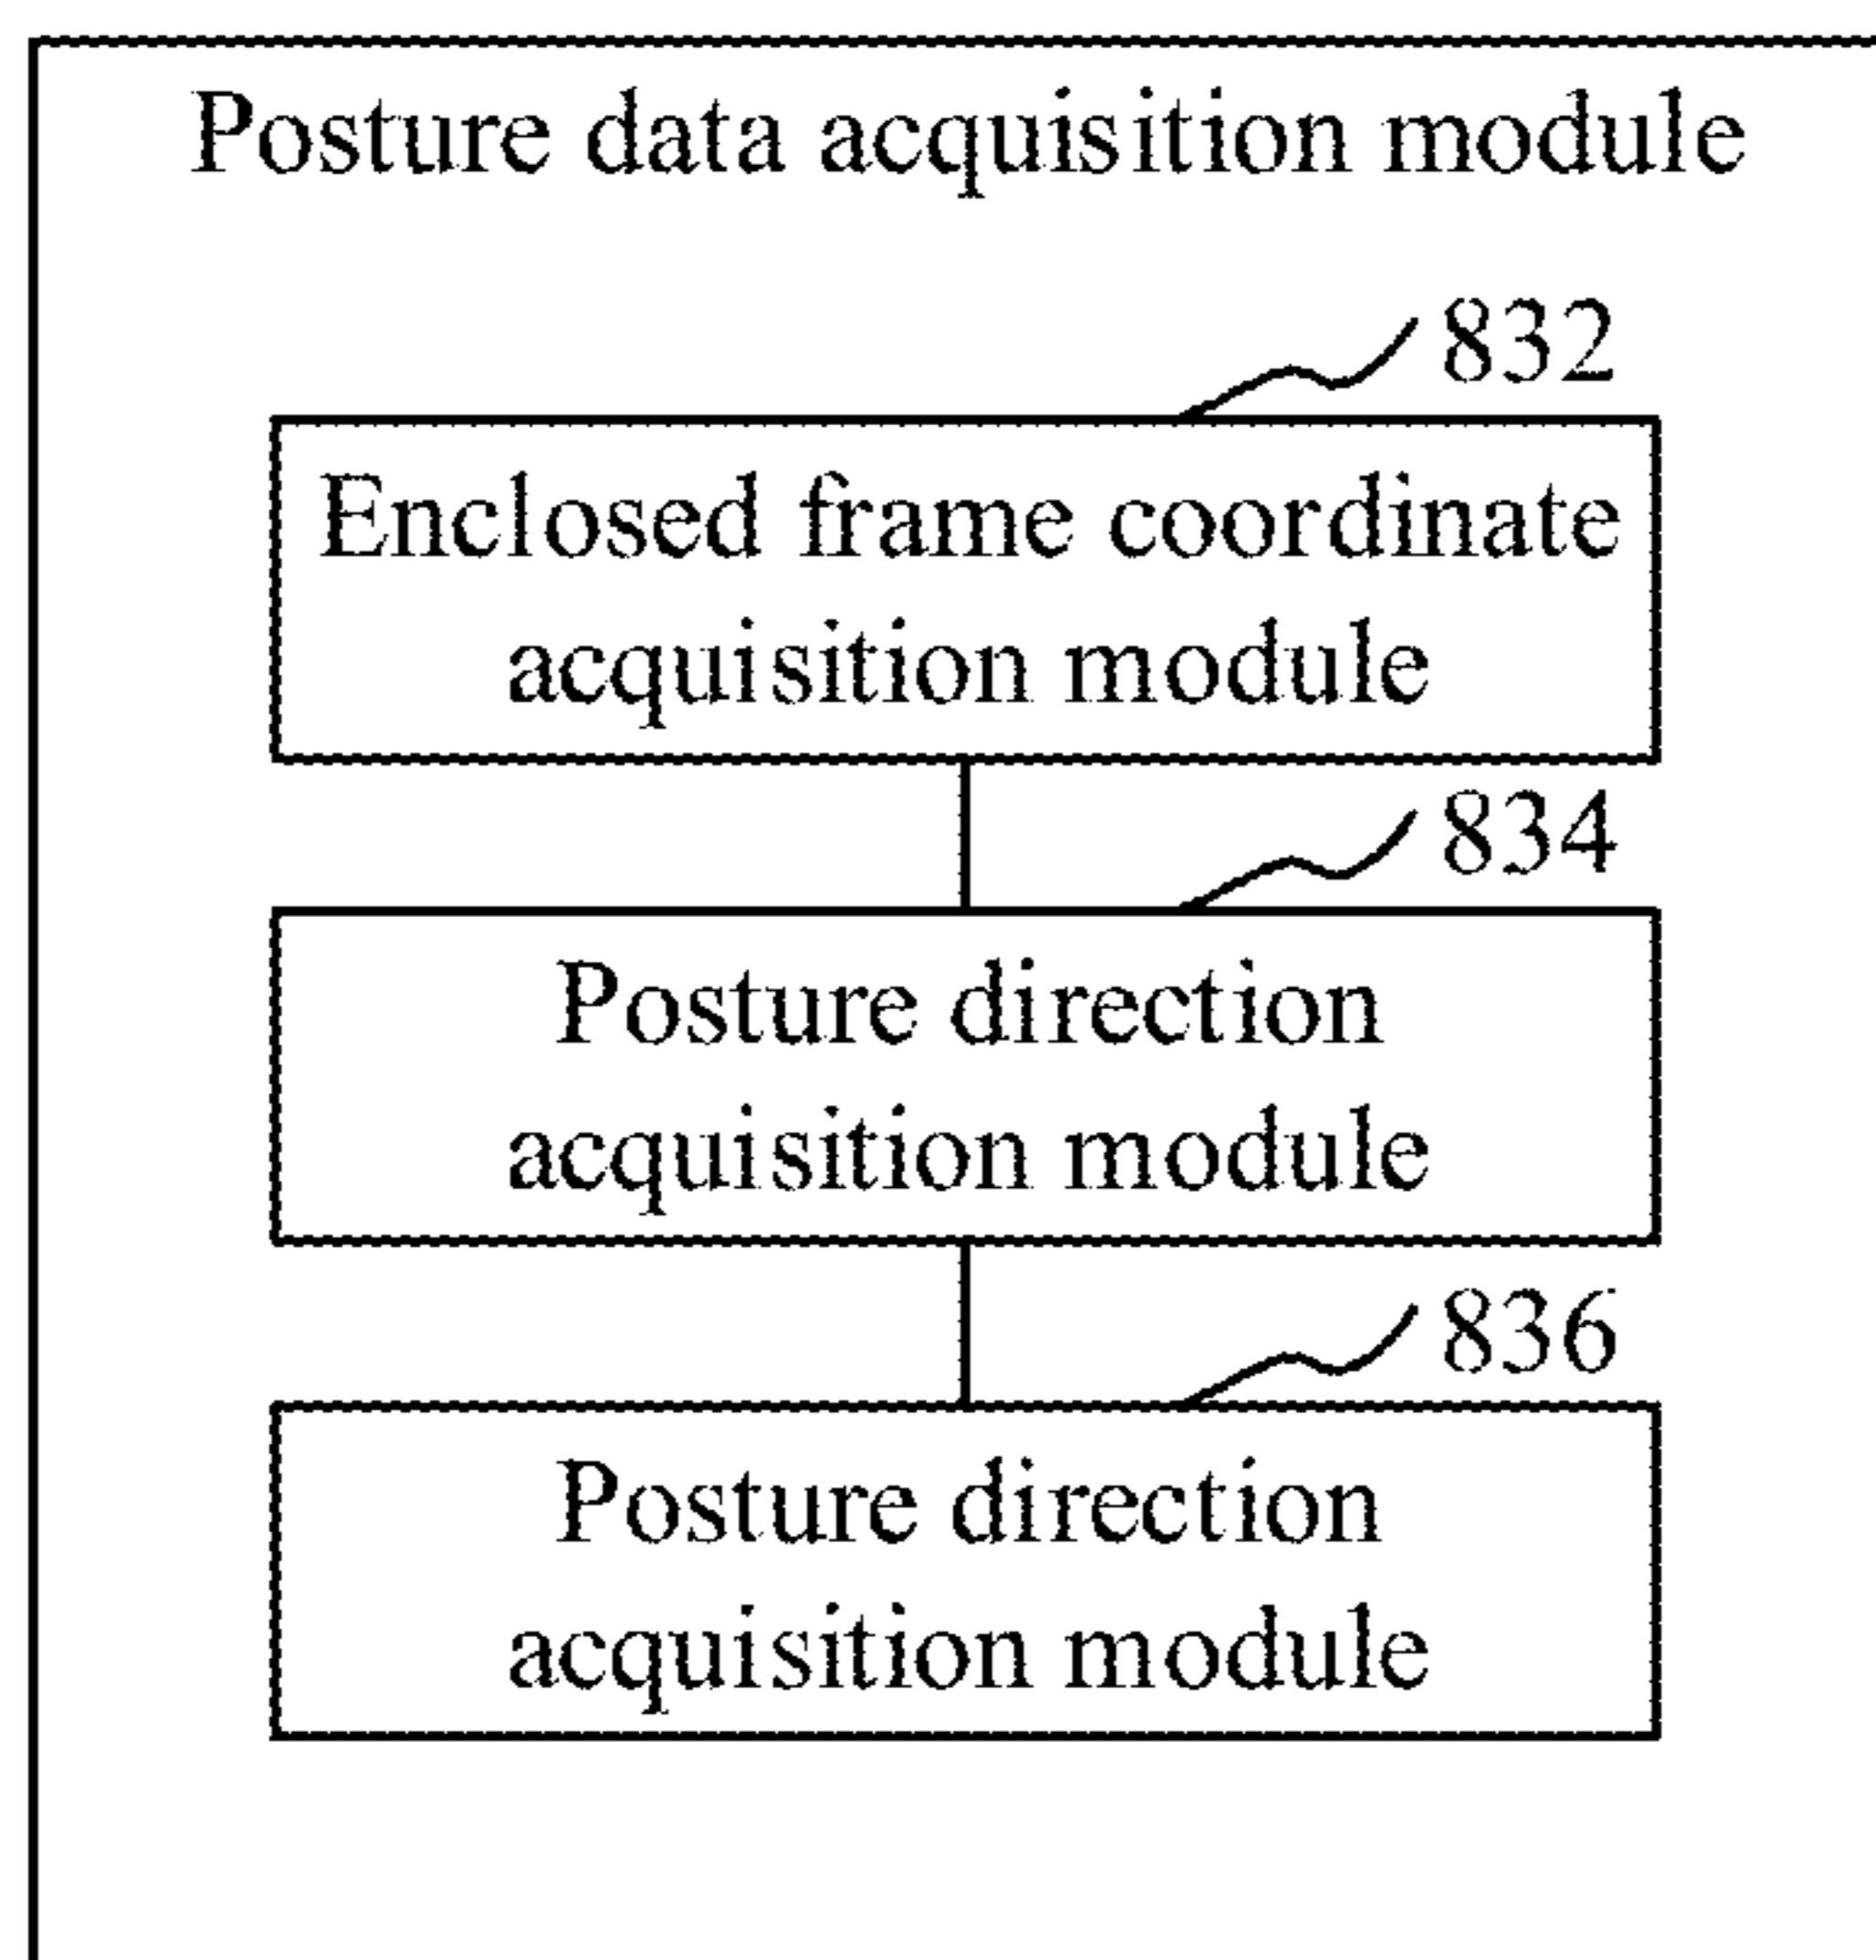 Posture data acquisition module
832
Enclosed frame coordinate
acquisition module
834
Posture direction
acquisition module
836
Posture direction
acquisition module